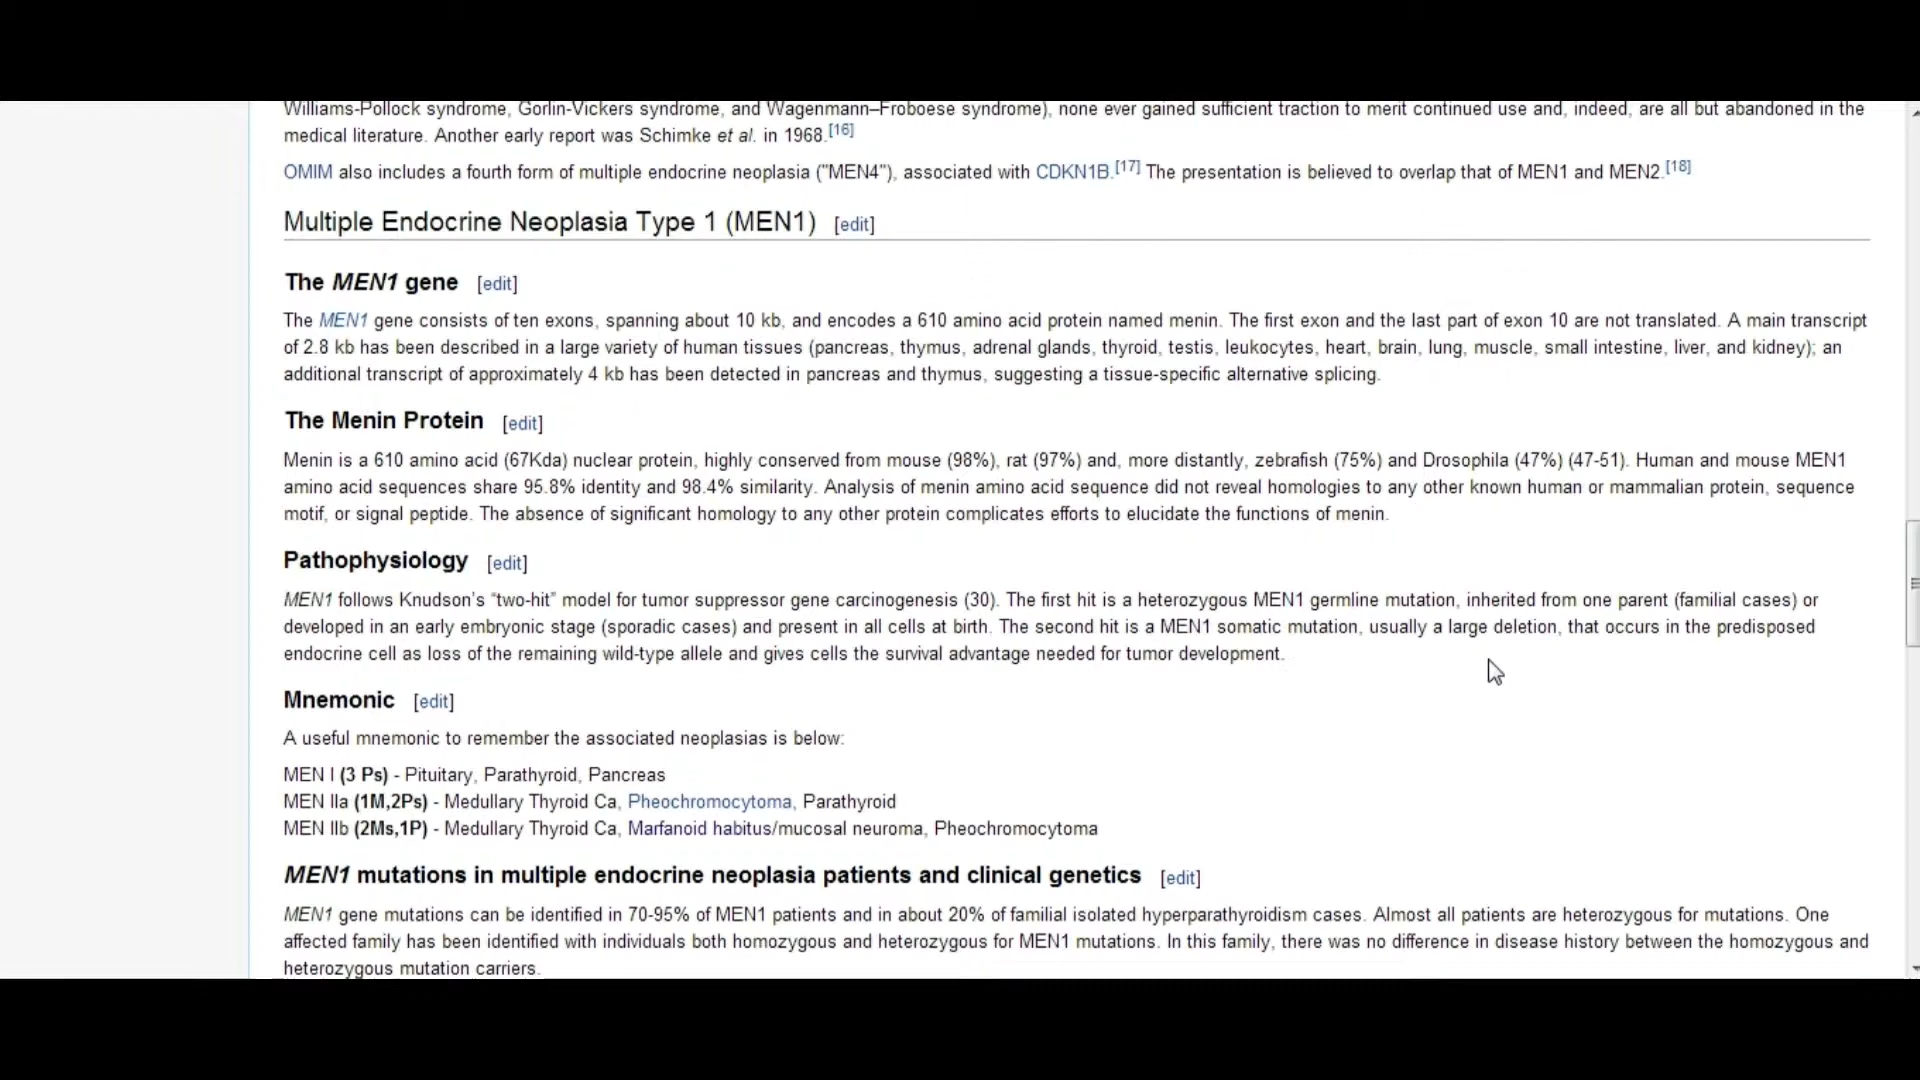 Williams-Pollock syndrome, Gorlin-Vickers syndrome, and Wagenmann–Froboese syndrome), none ever gained sufficient traction to merit continued use and, indeed, are all but abandoned in the
medical literature. Another early report was Schimke et al. in 1968.[16]
OMIM also includes a fourth form of multiple endocrine neoplasia ("MEN4"), associated with CDKN1B.[17] The presentation is believed to overlap that of MEN1 and MEN2.[18]
Multiple Endocrine Neoplasia Type 1 (MEN1) [edit]
The MEN1 gene [edit]
The MEN1 gene consists of ten exons, spanning about 10 kb, and encodes a 610 amino acid protein named menin. The first exon and the last part of exon 10 are not translated. A main transcript
of 2.8 kb has been described in a large variety of human tissues (pancreas, thymus, adrenal glands, thyroid, testis, leukocytes, heart, brain, lung, muscle, small intestine, liver, and kidney); an
additional transcript of approximately 4 kb has been detected in pancreas and thymus, suggesting a tissue-specific alternative splicing.
The Menin Protein [edit]
Menin is a 610 amino acid (67Kda) nuclear protein, highly conserved from mouse (98%), rat (97%) and, more distantly, zebrafish (75%) and Drosophila (47%) (47-51). Human and mouse MEN1
amino acid sequences share 95.8% identity and 98.4% similarity. Analysis of menin amino acid sequence did not reveal homologies to any other known human or mammalian protein, sequence
motif, or signal peptide. The absence of significant homology to any other protein complicates efforts to elucidate the functions of menin.
Pathophysiology [edit]
MEN1 follows Knudson’s “two-hit” model for tumor suppressor gene carcinogenesis (30). The first hit is a heterozygous MEN1 germline mutation, inherited from one parent (familial cases) or
developed in an early embryonic stage (sporadic cases) and present in all cells at birth. The second hit is a MEN1 somatic mutation, usually a large deletion, that occurs in the predisposed
endocrine cell as loss of the remaining wild-type allele and gives cells the survival advantage needed for tumor development.
Mnemonic [edit]
A useful mnemonic to remember the associated neoplasias is below:
MEN I (3 Ps) - Pituitary, Parathyroid, Pancreas
MEN IIa (1M,2Ps) - Medullary Thyroid Ca, Pheochromocytoma, Parathyroid
MEN IIb (2Ms,1P) - Medullary Thyroid Ca, Marfanoid habitus/mucosal neuroma, Pheochromocytoma
MEN1 mutations in multiple endocrine neoplasia patients and clinical genetics [edit]
MEN1 gene mutations can be identified in 70-95% of MEN1 patients and in about 20% of familial isolated hyperparathyroidism cases. Almost all patients are heterozygous for mutations. One
affected family has been identified with individuals both homozygous and heterozygous for MEN1 mutations. In this family, there was no difference in disease history between the homozygous and
heterozygous mutation carriers.